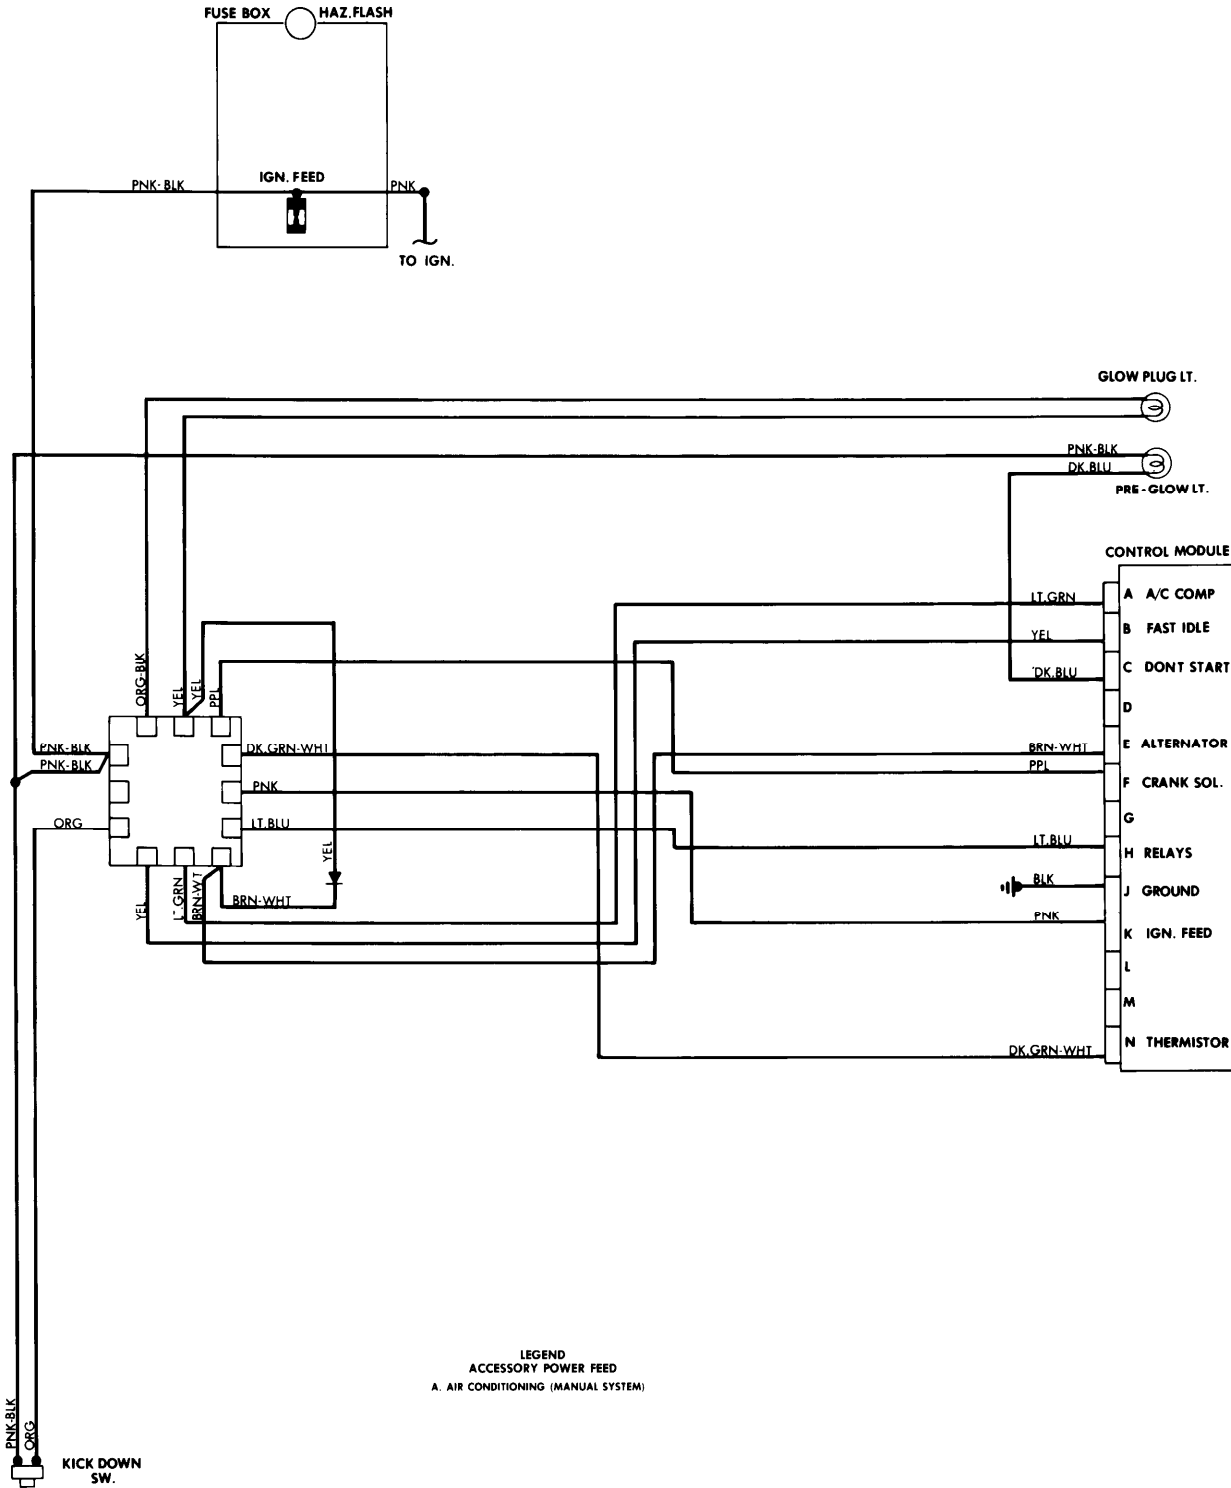 FUSE BOX
HAZ.FLASH
PNK-BLK
IGN. FEED
PNK
TO IGN.
GLOW PLUG LT.
PNK-BLK
DK.BLU
PRE-GLOW LT.
CONTROL MODULE
LT.GRN
A A/C COMP
YEL
B FAST IDLE
DK.BLU
C DONT START
D
BRN-WHT
E ALTERNATOR
PPL
F CRANK SOL.
G
LT.BLU
H RELAYS
BLK
J GROUND
PNK
K IGN. FEED
L
M
DK.GRN-WHT
N THERMISTOR
ORG-BLK
YEL
YEL
PPL
PNK-BLK
PNK-BLK
ORG
DK.GRN-WHT
PNK
LT.BLU
YEL
YEL
LT.GRN
BRN-WT
BRN-WHT
LEGEND
ACCESSORY POWER FEED
A. AIR CONDITIONING (MANUAL SYSTEM)
PNK-BLK
ORG
KICK DOWN
SW.